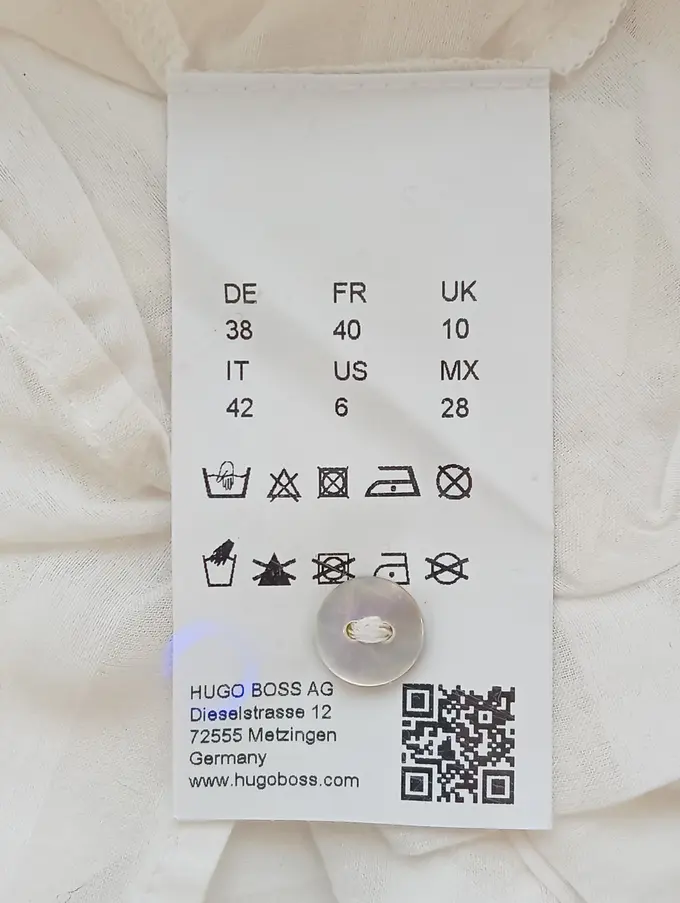 DE FR UK
38 40 10
IT US MX
42 6 28
HUGO BOSS AG
Dieselstrasse 12
72555 Metzingen
Germany
www.hugoboss.com